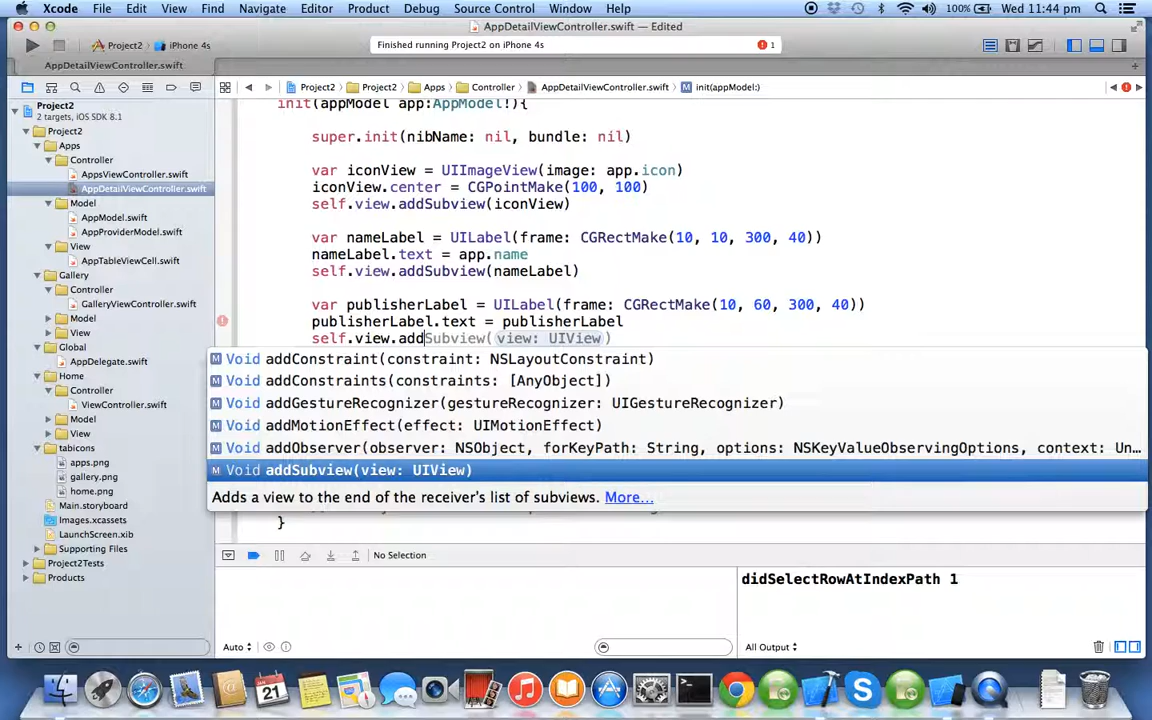 Xcode File Edit View Find Navigate Editor Product Debug Source Control Window Help 100% Wed 11:44 pm
AppDetailViewController.swift — Edited
Project2 iPhone 4s Finished running Project2 on iPhone 4s 1
AppDetailViewController.swift
Project2 Project2 Apps Controller AppDetailViewController.swift init(appModel:)
Project2
2 targets, iOS SDK 8.1
Project2
Apps
Controller
AppsViewController.swift
AppDetailViewController.swift
Model
AppModel.swift
AppProviderModel.swift
View
AppTableViewCell.swift
Gallery
Controller
GalleryViewController.swift
Model
View
Global
AppDelegate.swift
Home
Controller
ViewController.swift
Model
View
tabicons
apps.png
gallery.png
home.png
Main.storyboard
Images.xcassets
LaunchScreen.xib
Supporting Files
Project2Tests
Products
init(appModel app:AppModel!){
super.init(nibName: nil, bundle: nil)
var iconView = UIImageView(image: app.icon)
iconView.center = CGPointMake(100, 100)
self.view.addSubview(iconView)
var nameLabel = UILabel(frame: CGRectMake(10, 10, 300, 40))
nameLabel.text = app.name
self.view.addSubview(nameLabel)
var publisherLabel = UILabel(frame: CGRectMake(10, 60, 300, 40))
publisherLabel.text = publisherLabel
self.view.addSubview(view: UIView)
M Void addConstraint(constraint: NSLayoutConstraint)
M Void addConstraints(constraints: [AnyObject])
M Void addGestureRecognizer(gestureRecognizer: UIGestureRecognizer)
M Void addMotionEffect(effect: UIMotionEffect)
M Void addObserver(observer: NSObject, forKeyPath: String, options: NSKeyValueObservingOptions, context: Un...
M Void addSubview(view: UIView)
Adds a view to the end of the receiver's list of subviews. More...
}
No Selection
didSelectRowAtIndexPath 1
Auto
All Output
21